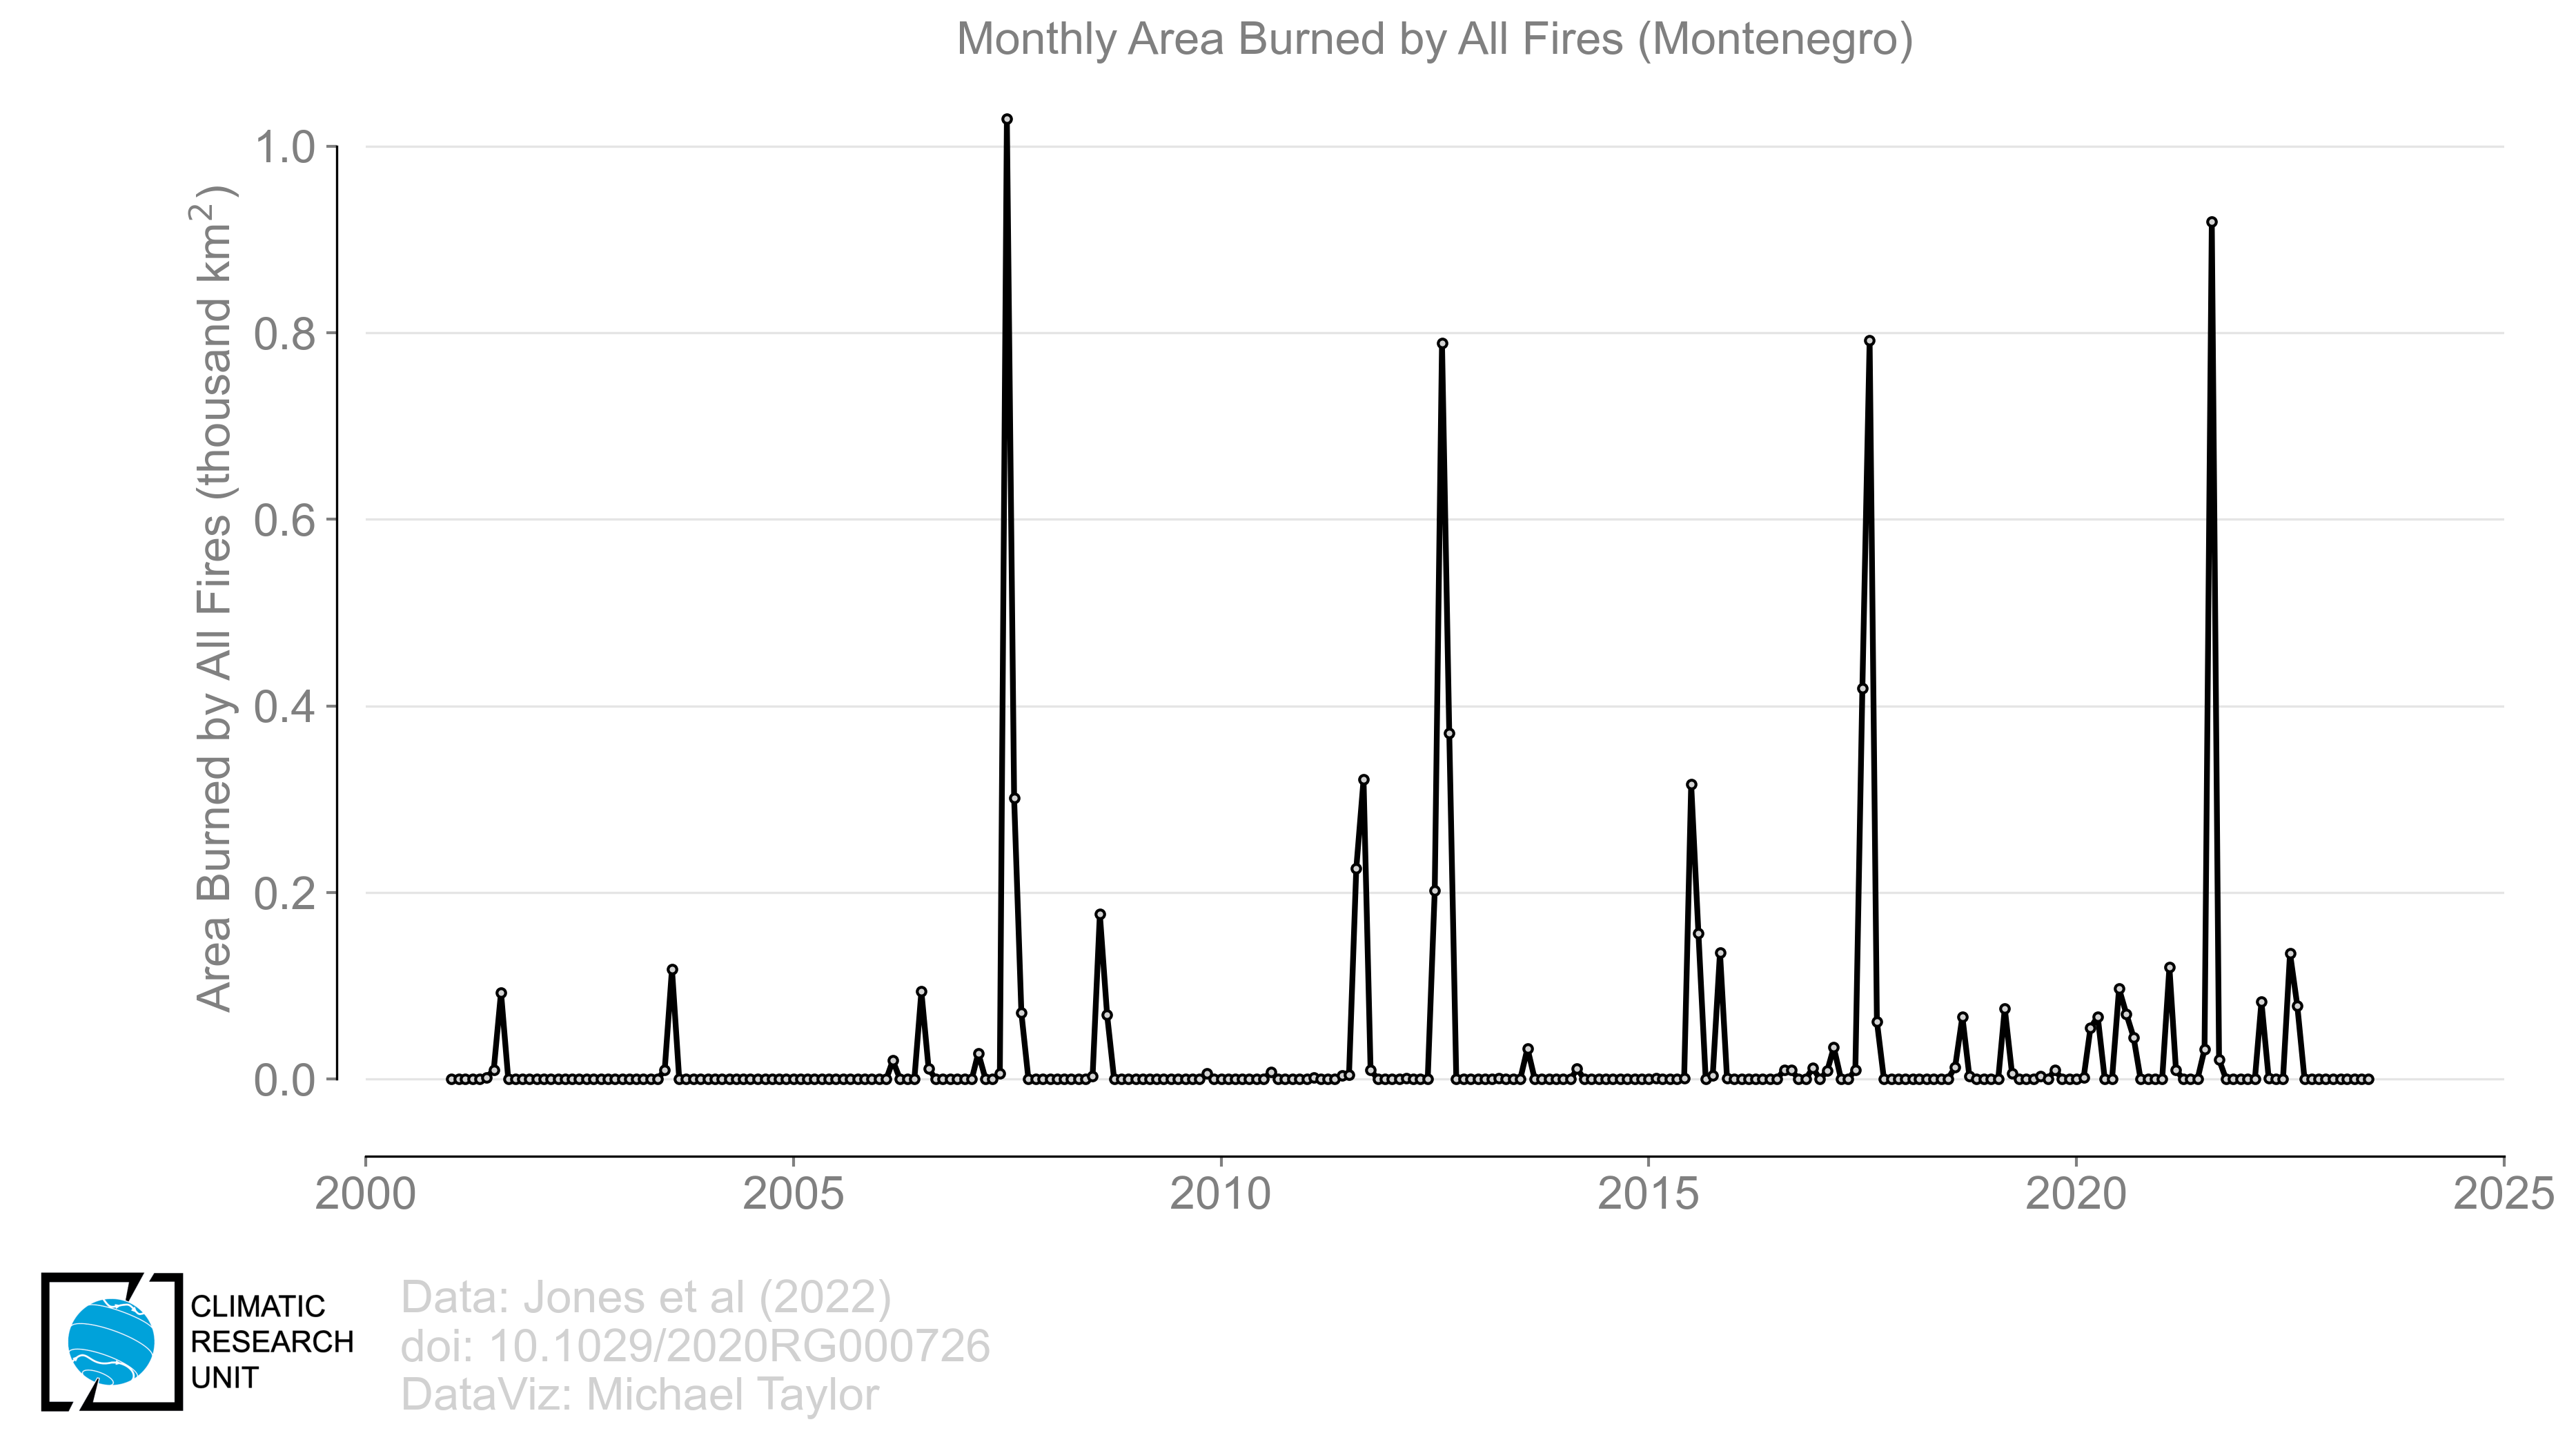 Monthly Area Burned by All Fires (Montenegro)
Area Burned by All Fires (thousand km²)
1.0
0.8
0.6
0.4
0.2
0.0
2000 2005 2010 2015 2020 2025
CLIMATIC
RESEARCH
UNIT
Data: Jones et al (2022)
doi: 10.1029/2020RG000726
DataViz: Michael Taylor